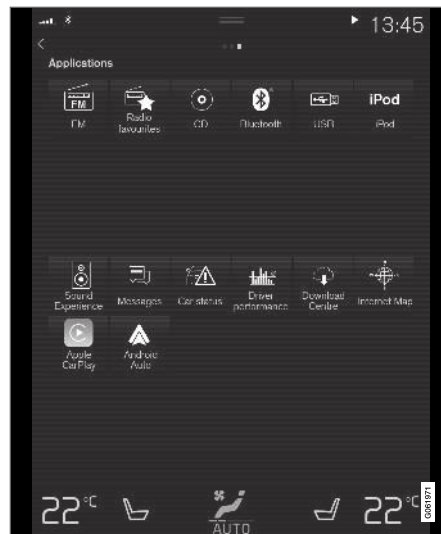 13:45
Applications
FM
iPod
FM
Radio
favourites
CD
Bluetooth
USB
iPod
Sound
Experience
Messages
Car status
Driver
performance
Download
Centre
Internet Map
Apple
CarPlay
Android
Auto
22°C
22°C
AUTO
G061971